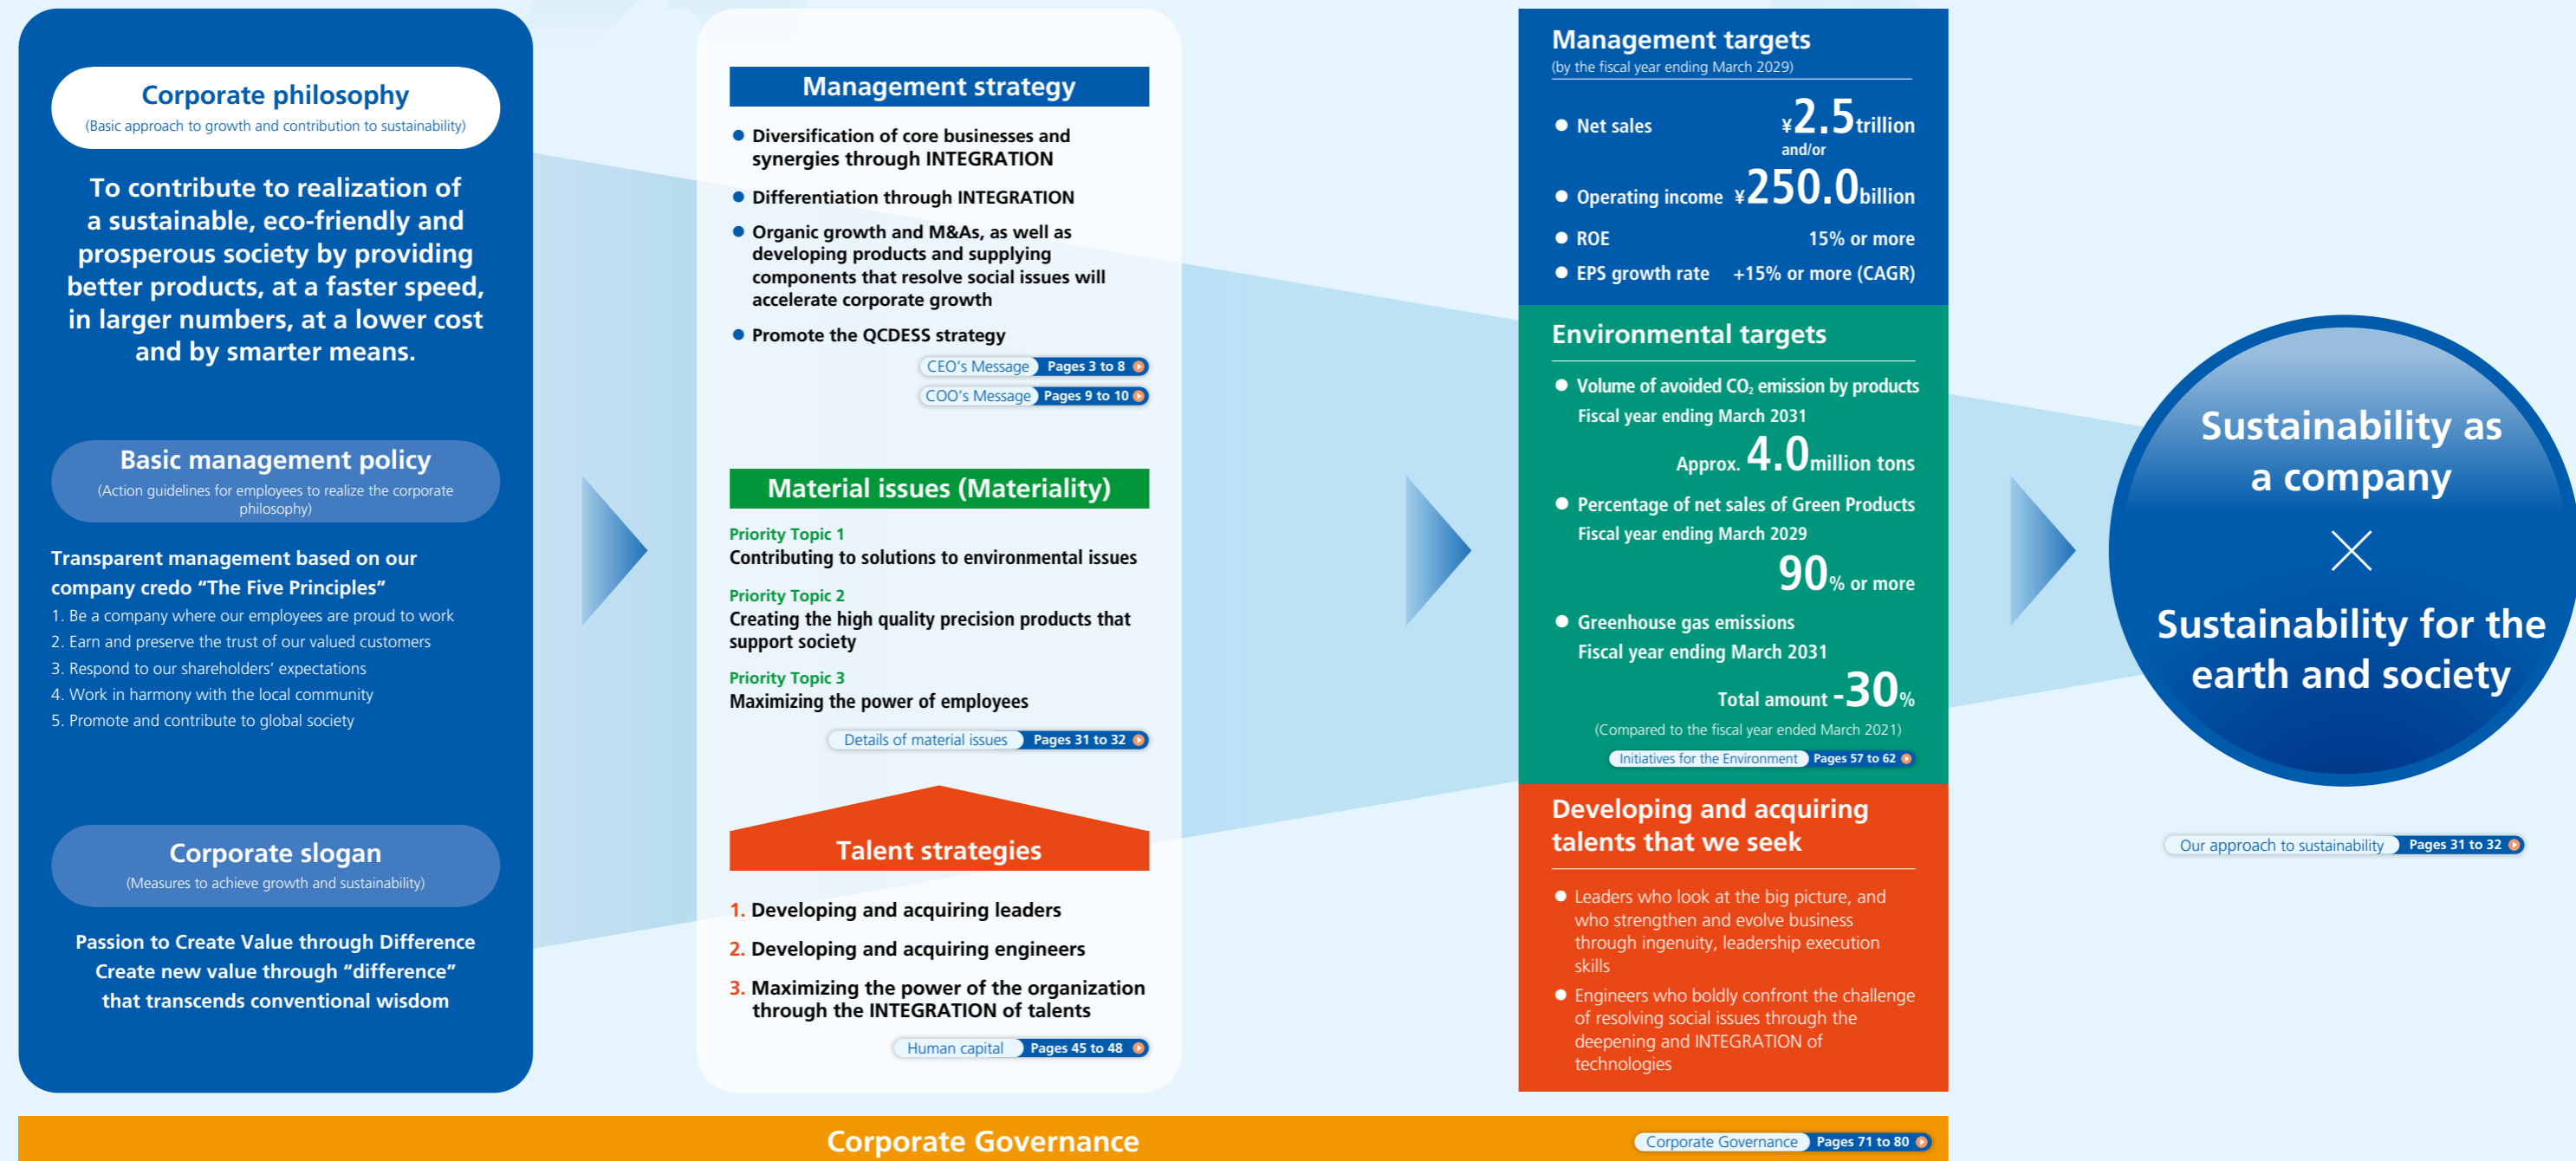 Corporate philosophy
(Basic approach to growth and contribution to sustainability)
To contribute to realization of
a sustainable, eco-friendly and
prosperous society by providing
better products, at a faster speed,
in larger numbers, at a lower cost
and by smarter means.
Basic management policy
(Action guidelines for employees to realize the corporate
philosophy)
Transparent management based on our
company credo “The Five Principles”
1. Be a company where our employees are proud to work
2. Earn and preserve the trust of our valued customers
3. Respond to our shareholders’ expectations
4. Work in harmony with the local community
5. Promote and contribute to global society
Corporate slogan
(Measures to achieve growth and sustainability)
Passion to Create Value through Difference
Create new value through “difference”
that transcends conventional wisdom
Management strategy
● Diversification of core businesses and
synergies through INTEGRATION
● Differentiation through INTEGRATION
● Organic growth and M&As, as well as
developing products and supplying
components that resolve social issues will
accelerate corporate growth
● Promote the QCDESS strategy
CEO’s Message Pages 3 to 8
COO’s Message Pages 9 to 10
Material issues (Materiality)
Priority Topic 1
Contributing to solutions to environmental issues
Priority Topic 2
Creating the high quality precision products that
support society
Priority Topic 3
Maximizing the power of employees
Details of material issues Pages 31 to 32
Talent strategies
1. Developing and acquiring leaders
2. Developing and acquiring engineers
3. Maximizing the power of the organization
through the INTEGRATION of talents
Human capital Pages 45 to 48
Management targets
(by the fiscal year ending March 2029)
● Net sales ¥2.5trillion
and/or
● Operating income ¥250.0billion
● ROE 15% or more
● EPS growth rate +15% or more (CAGR)
Environmental targets
● Volume of avoided CO₂ emission by products
Fiscal year ending March 2031
Approx. 4.0million tons
● Percentage of net sales of Green Products
Fiscal year ending March 2029
90% or more
● Greenhouse gas emissions
Fiscal year ending March 2031
Total amount -30%
(Compared to the fiscal year ended March 2021)
Initiatives for the Environment Pages 57 to 62
Developing and acquiring
talents that we seek
● Leaders who look at the big picture, and
who strengthen and evolve business
through ingenuity, leadership execution
skills
● Engineers who boldly confront the challenge
of resolving social issues through the
deepening and INTEGRATION of
technologies
Sustainability as
a company
×
Sustainability for the
earth and society
Our approach to sustainability Pages 31 to 32
Corporate Governance
Corporate Governance Pages 71 to 80